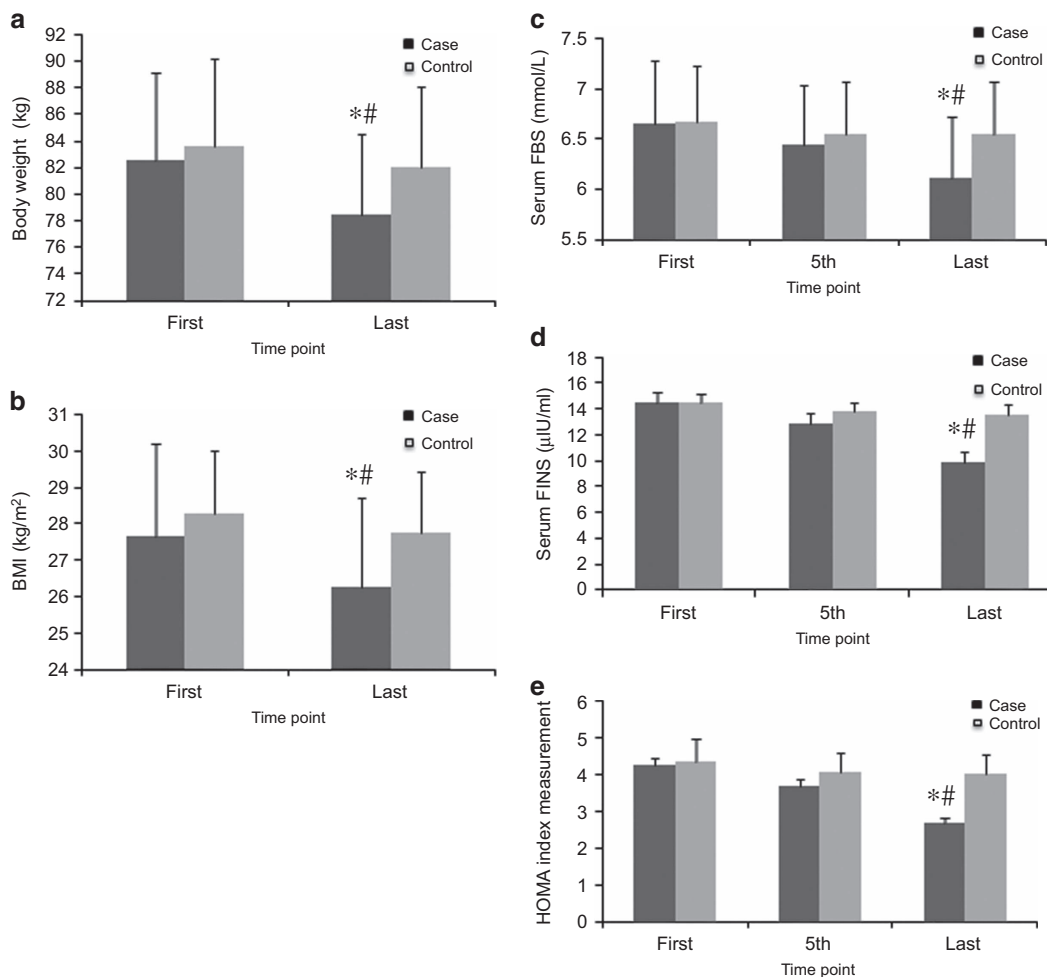 a
Body weight (kg)
92
90
88
86
84
82
80
78
76
74
72
Case
Control
*#
First
Last
Time point
b
BMI (kg/m²)
31
30
29
28
27
26
25
24
Case
Control
*#
First
Last
Time point
c
Serum FBS (mmol/L)
7.5
7
6.5
6
5.5
Case
Control
*#
First
5th
Last
Time point
d
Serum FINS (µIU/ml)
18
16
14
12
10
8
6
4
2
0
Case
Control
*#
First
5th
Last
Time point
e
HOMA index measurement
6
5
4
3
2
1
0
Case
Control
*#
First
5th
Last
Time point